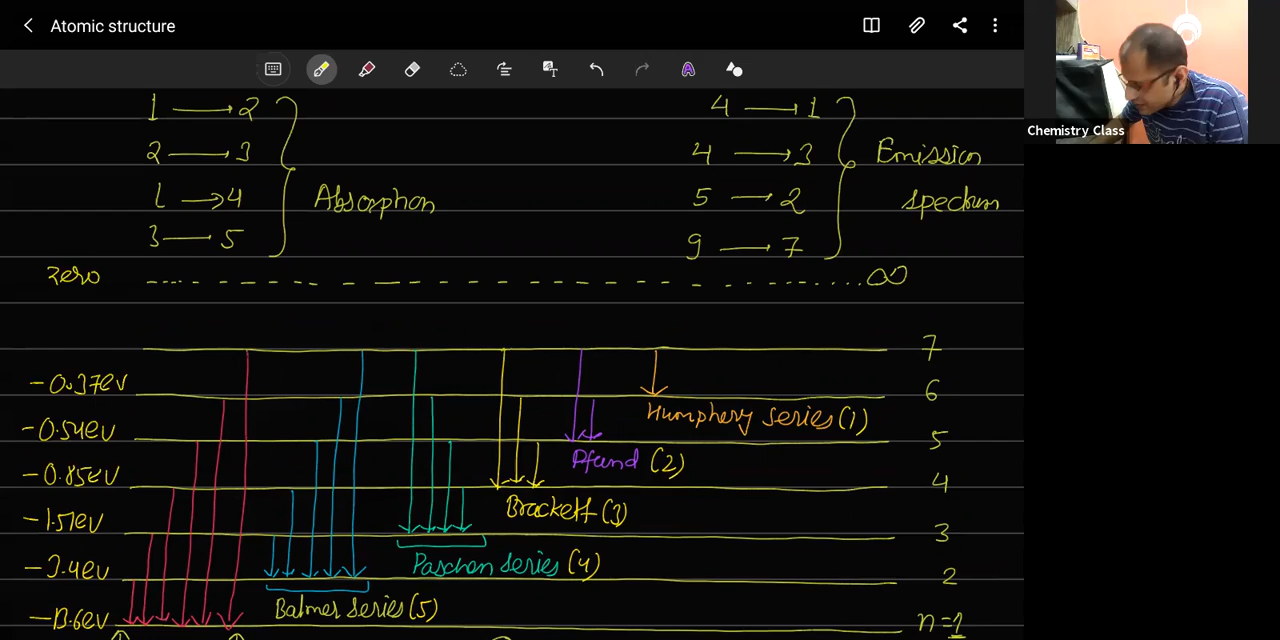 Atomic structure
Chemistry Class
1 → 2
2 → 3
1 → 4
3 — 5
Absorption
4 → 1
4 → 3
5 → 2
9 → 7
Emission
spectrum
zero ∞
7
-0.37eV 6
Humphery series (1)
-0.54eV 5
Pfund (2)
-0.85eV 4
Brackett (3)
-1.51eV 3
Paschen series (4)
-3.4eV 2
Balmer series (5)
-13.6eV n=1